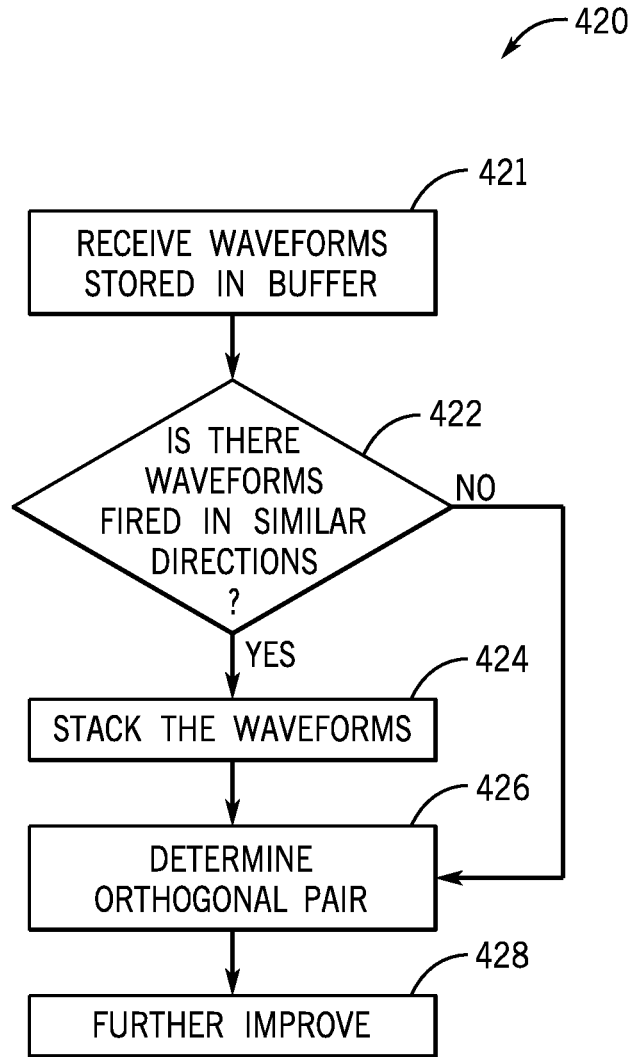 420
421
RECEIVE WAVEFORMS
STORED IN BUFFER
422
IS THERE
WAVEFORMS
FIRED IN SIMILAR
DIRECTIONS
?
NO
YES
424
STACK THE WAVEFORMS
426
DETERMINE
ORTHOGONAL PAIR
428
FURTHER IMPROVE